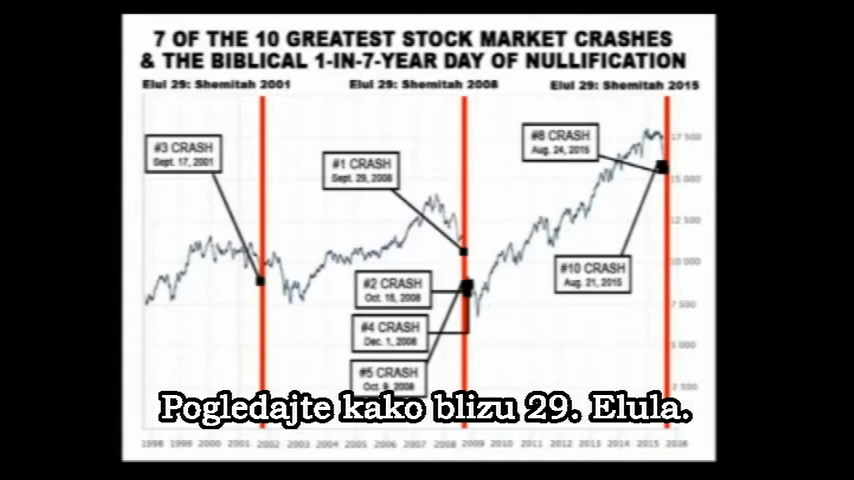 7 OF THE 10 GREATEST STOCK MARKET CRASHES
& THE BIBLICAL 1-IN-7-YEAR DAY OF NULLIFICATION
Elul 29: Shemitah 2001 Elul 29: Shemitah 2008 Elul 29: Shemitah 2015
#3 CRASH
Sept. 17, 2001
#1 CRASH
Sept. 29, 2008
#8 CRASH
Aug. 24, 2015
#2 CRASH
Oct. 15, 2008
#4 CRASH
Dec. 1, 2008
#5 CRASH
Oct. 9, 2008
#10 CRASH
Aug. 21, 2015
17 500
15 000
12 500
10 000
7 500
5 000
2 500
Pogledajte kako blizu 29. Elula.
1998 1999 2000 2001 2002 2003 2004 2005 2006 2007 2008 2009 2010 2011 2012 2013 2014 2015 2016